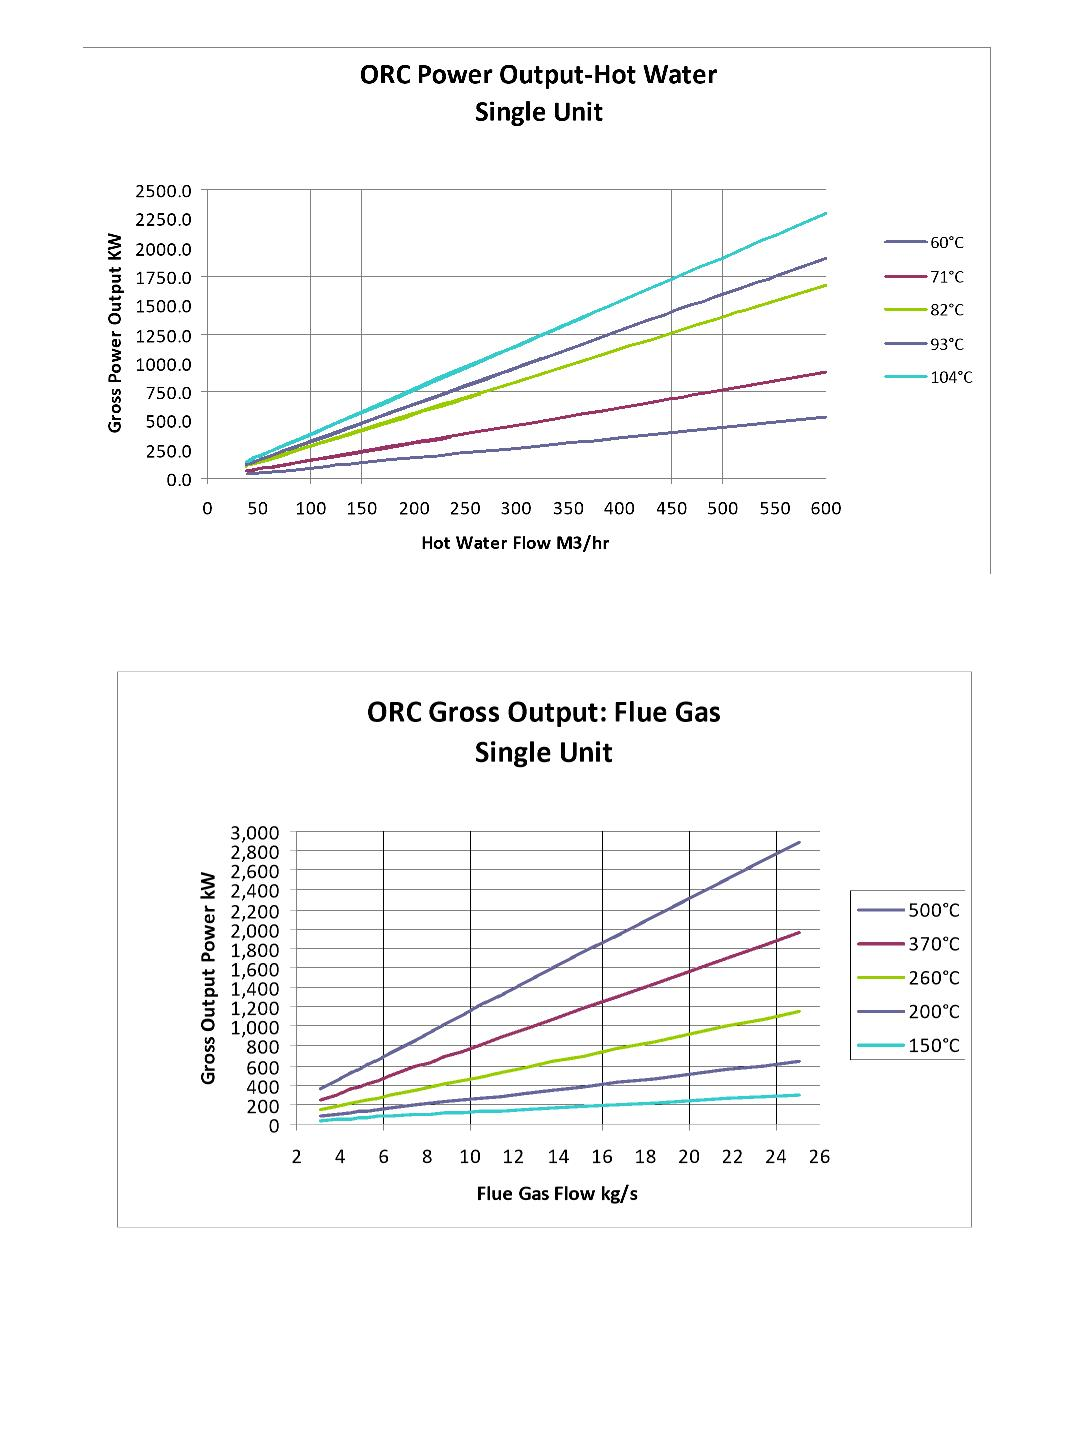 ORC Power Output-Hot Water
Single Unit
Gross Power Output KW
2500.0
2250.0
2000.0
1750.0
1500.0
1250.0
1000.0
750.0
500.0
250.0
0.0
0 50 100 150 200 250 300 350 400 450 500 550 600
Hot Water Flow M3/hr
60°C
71°C
82°C
93°C
104°C
ORC Gross Output: Flue Gas
Single Unit
Gross Output Power kW
3,000
2,800
2,600
2,400
2,200
2,000
1,800
1,600
1,400
1,200
1,000
800
600
400
200
0
2 4 6 8 10 12 14 16 18 20 22 24 26
Flue Gas Flow kg/s
500°C
370°C
260°C
200°C
150°C